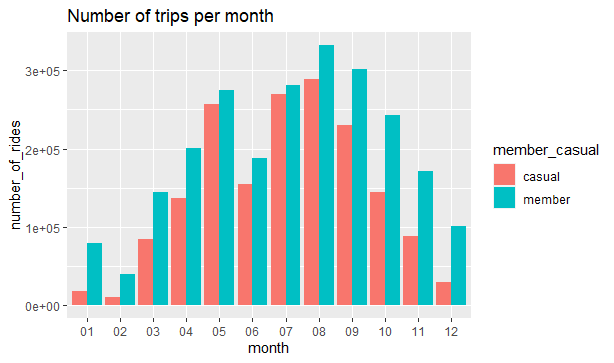 Number of trips per month
number_of_rides
3e+05
2e+05
1e+05
0e+00
01 02 03 04 05 06 07 08 09 10 11 12
month
member_casual
casual
member